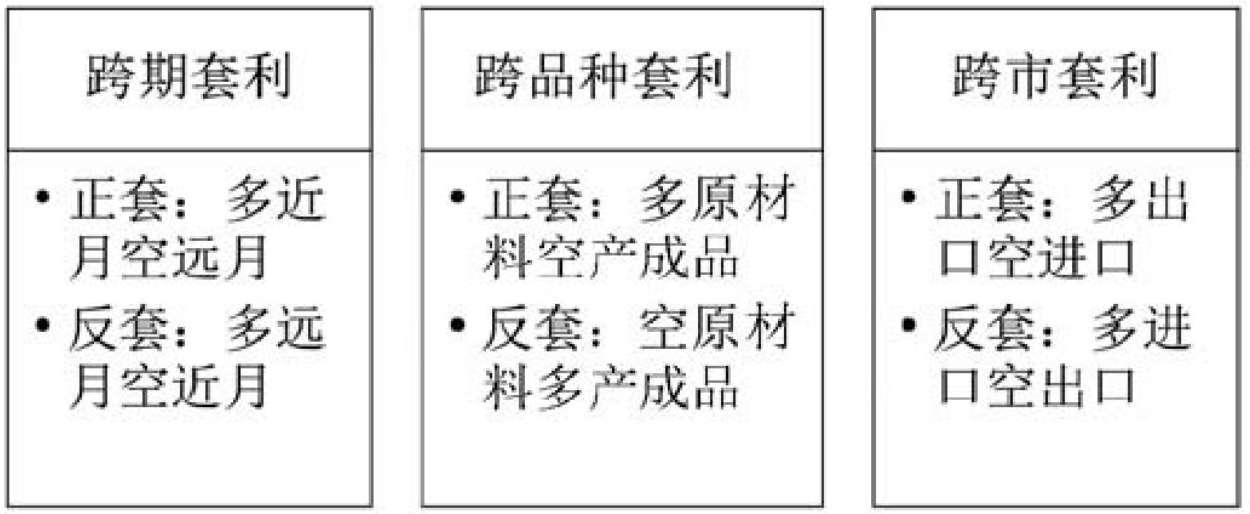 跨期套利
• 正套：多近
月空远月
• 反套：多远
月空近月
跨品种套利
• 正套：多原材
料空产成品
• 反套：空原材
料多产成品
跨市套利
• 正套：多出
口空进口
• 反套：多进
口空出口